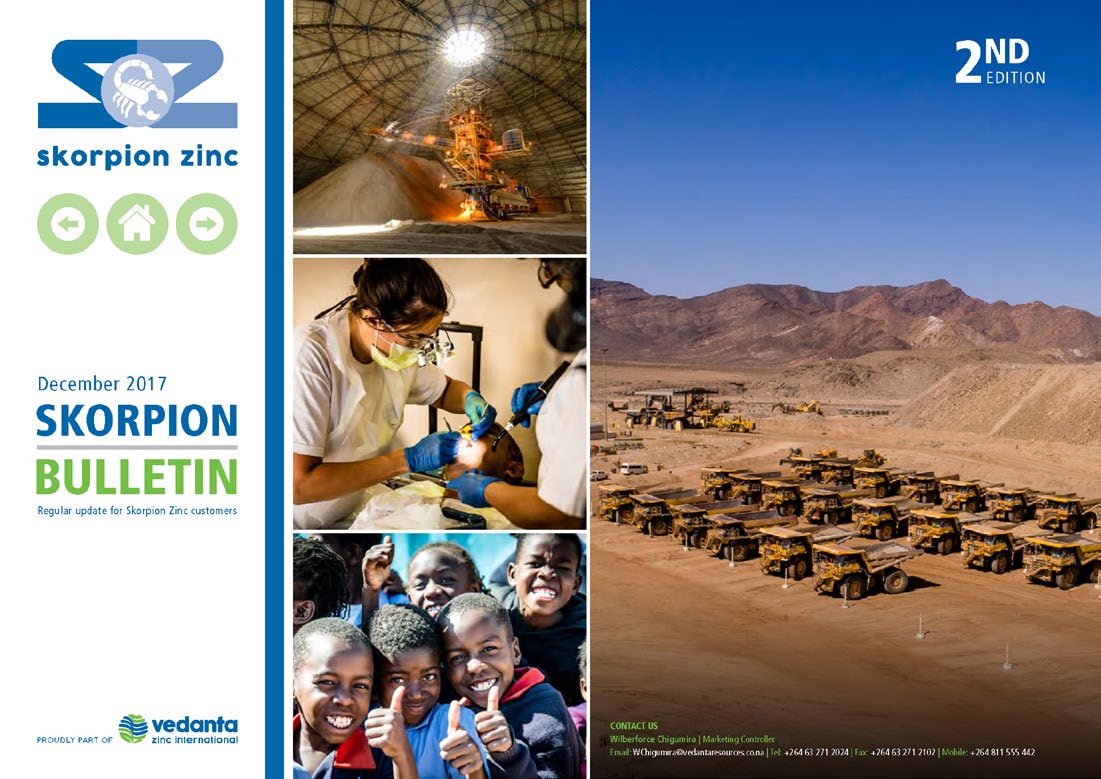 skorpion zinc
December 2017
SKORPION
BULLETIN
Regular update for Skorpion Zinc customers
PROUDLY PART OF
vedanta
zinc international
2ND
EDITION
CONTACT US
Wilberforce Chigumira | Marketing Controller
Email: WChigumira@vedantaresources.co.na | Tel: +264 63 271 2024 | Fax: +264 63 271 2102 | Mobile: +264 811 555 442